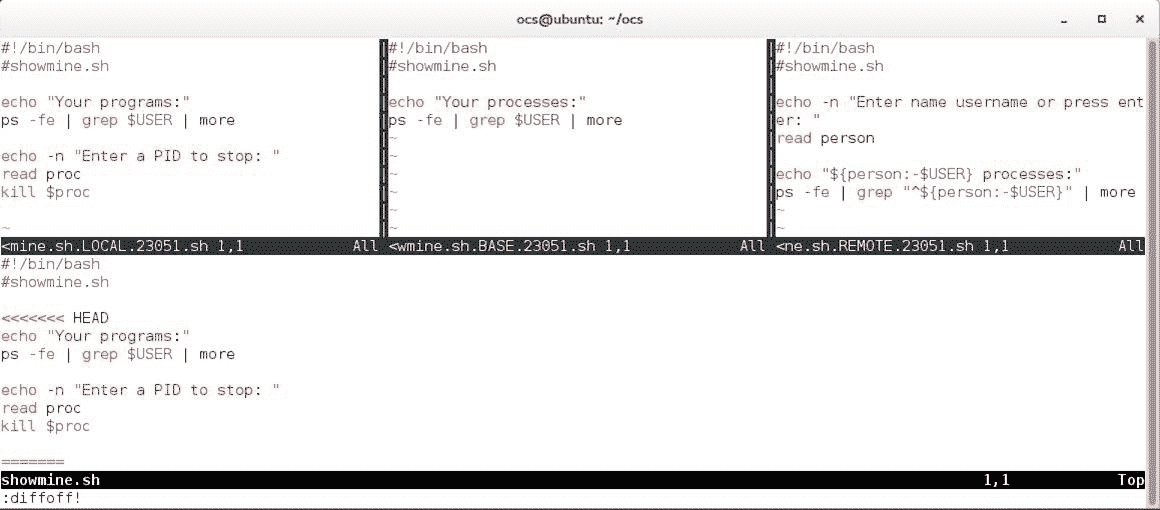 ocs@ubuntu: ~/ocs
#!/bin/bash
#showmine.sh
echo "Your programs:"
ps -fe | grep $USER | more
echo -n "Enter a PID to stop: "
read proc
kill $proc
~
<mine.sh.LOCAL.23051.sh 1,1 All
#!/bin/bash
#showmine.sh
echo "Your processes:"
ps -fe | grep $USER | more
~
~
~
~
~
~
<wmine.sh.BASE.23051.sh 1,1 All
#!/bin/bash
#showmine.sh
echo -n "Enter name username or press ent
er: "
read person
echo "${person:-$USER} processes:"
ps -fe | grep "^${person:-$USER}" | more
~
~
<ne.sh.REMOTE.23051.sh 1,1 All
#!/bin/bash
#showmine.sh
<<<<<<< HEAD
echo "Your programs:"
ps -fe | grep $USER | more
echo -n "Enter a PID to stop: "
read proc
kill $proc
=======
showmine.sh 1,1 Top
:diffoff!